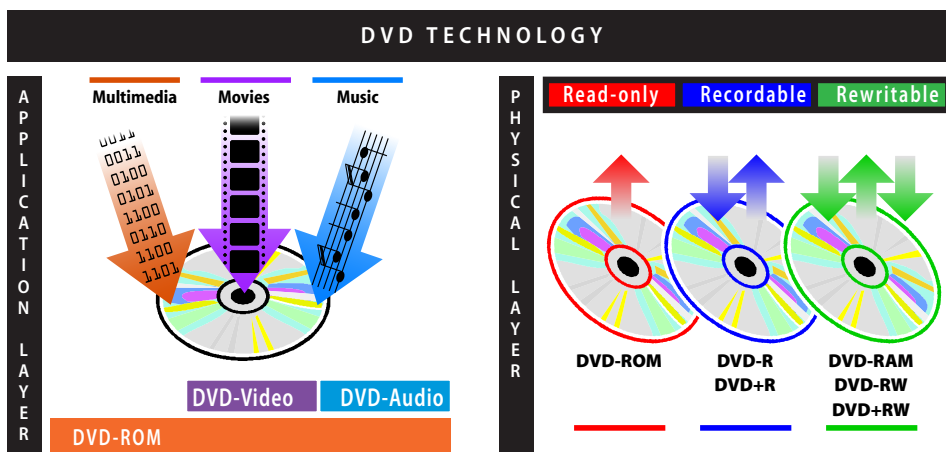 DVD TECHNOLOGY
APPLICATION LAYER
Multimedia
Movies
Music
0011
0100
0101
1100
0110
1100
1101
DVD-Video
DVD-Audio
DVD-ROM
PHYSICAL LAYER
Read-only
Recordable
Rewritable
DVD-ROM
DVD-R
DVD+R
DVD-RAM
DVD-RW
DVD+RW